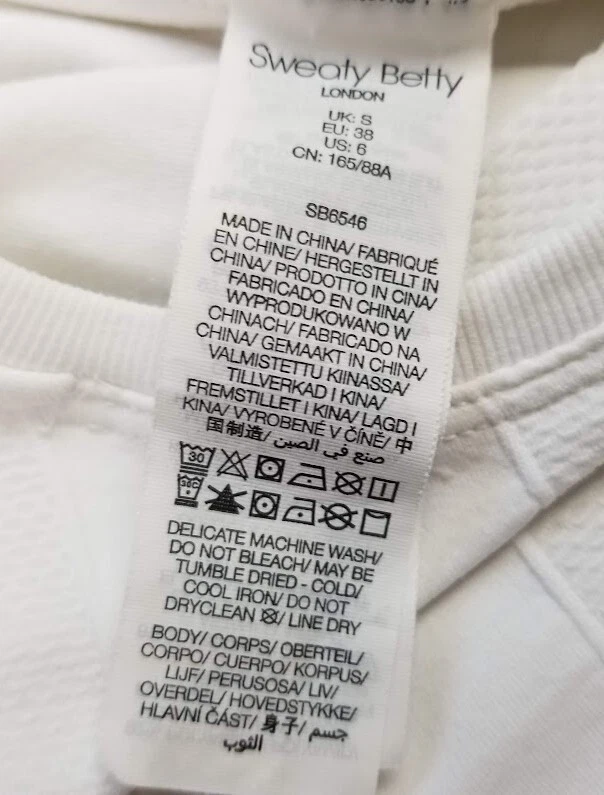 Sweaty Betty
LONDON
UK: S
EU: 38
US: 6
CN: 165/88A
SB6546
MADE IN CHINA/ FABRIQUÉ
EN CHINE/ HERGESTELLT IN
CHINA/ PRODOTTO IN CINA/
FABRICADO EN CHINA/
WYPRODUKOWANO W
CHINACH/ FABRICADO NA
CHINA/ GEMAAKT IN CHINA/
VALMISTETTU KIINASSA/
TILLVERKAD I KINA/
FREMSTILLET I KINA/ LAGD I
KINA/ VYROBENÉ V ČÍNĚ/ 中
国制造/ صنع في الصين
30
30C
DELICATE MACHINE WASH/
DO NOT BLEACH/ MAY BE
TUMBLE DRIED - COLD/
COOL IRON/ DO NOT
DRYCLEAN / LINE DRY
BODY/ CORPS/ OBERTEIL/
CORPO/ CUERPO/ KORPUS/
LIJF/ PERUSOSA/ LIV/
OVERDEL/ HOVEDSTYKKE/
HLAVNÍ ČÁST/ 身子/ جسم
الثوب